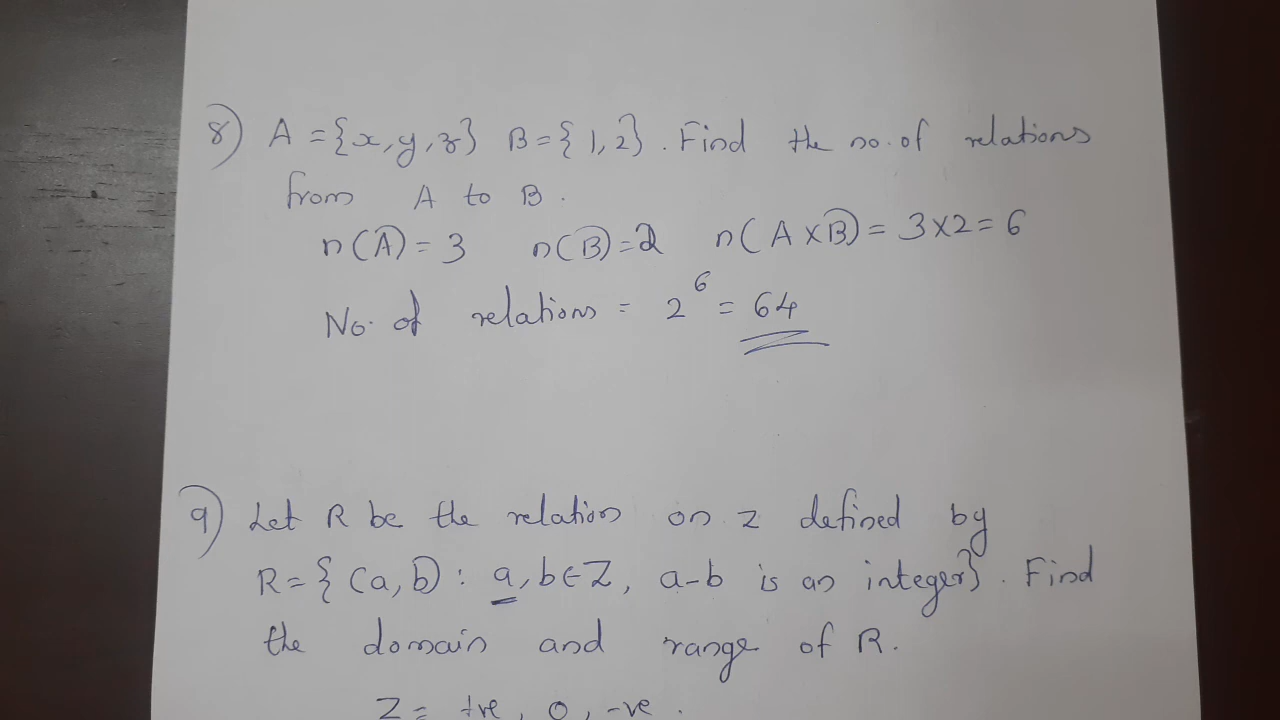 8) A = {x, y, z} B = { 1, 2}. Find the no. of relations
from A to B.
n(A) = 3 n(B) = 2 n(A × B) = 3×2 = 6
No. of relations = 2⁶ = 64
9) Let R be the relation on z defined by
R = { (a, b) : a, b ∈ Z, a-b is an integer}. Find
the domain and range of R.
Z = +ve, 0, -ve.